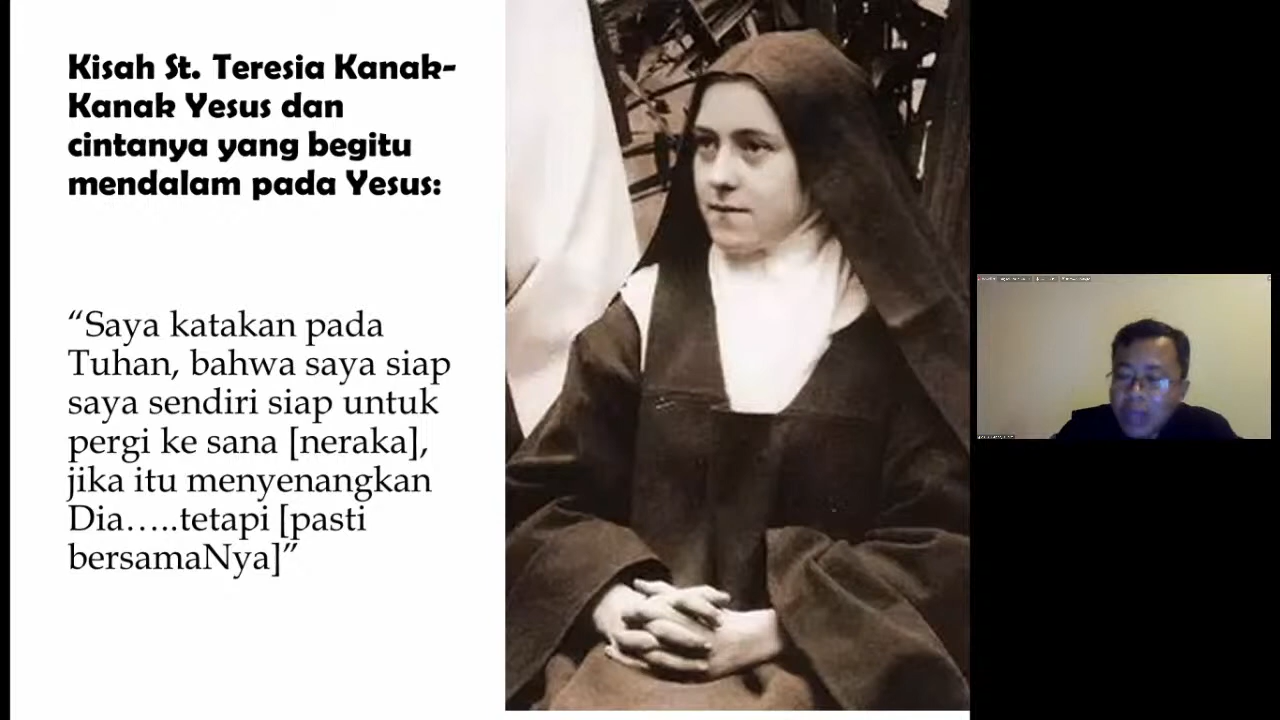 Kisah St. Teresia Kanak-
Kanak Yesus dan
cintanya yang begitu
mendalam pada Yesus:
“Saya katakan pada
Tuhan, bahwa saya siap
saya sendiri siap untuk
pergi ke sana [neraka],
jika itu menyenangkan
Dia…..tetapi [pasti
bersamaNya]”